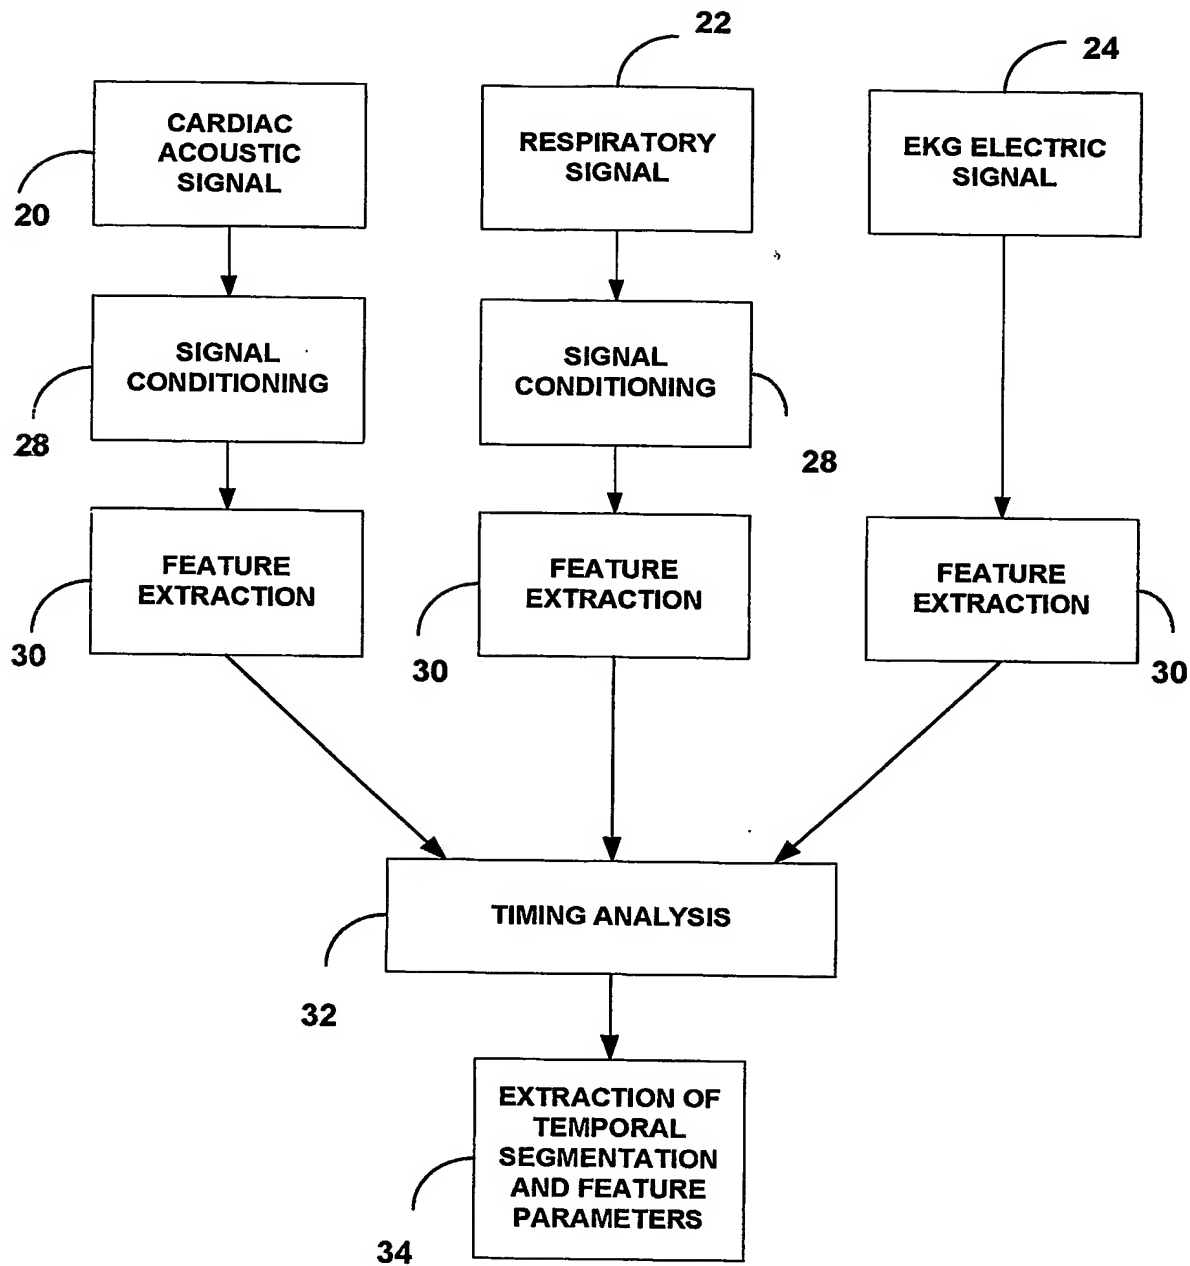 22
24
CARDIAC
ACOUSTIC
SIGNAL
20
RESPIRATORY
SIGNAL
EKG ELECTRIC
SIGNAL
SIGNAL
CONDITIONING
28
SIGNAL
CONDITIONING
28
FEATURE
EXTRACTION
30
FEATURE
EXTRACTION
30
FEATURE
EXTRACTION
30
TIMING ANALYSIS
32
EXTRACTION OF
TEMPORAL
SEGMENTATION
AND FEATURE
PARAMETERS
34